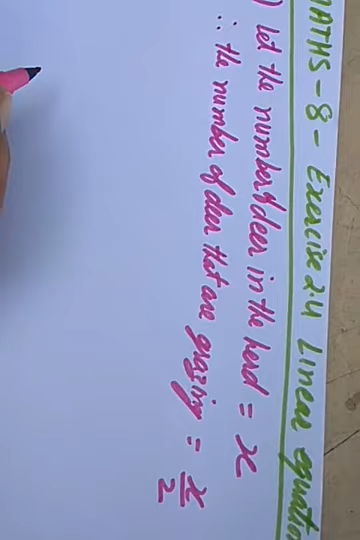 MATHS - 8 - Exercise 2.4 Linear equation
) Let the number of deer in the herd = x
∴ the number of deer that are grazing = x/2